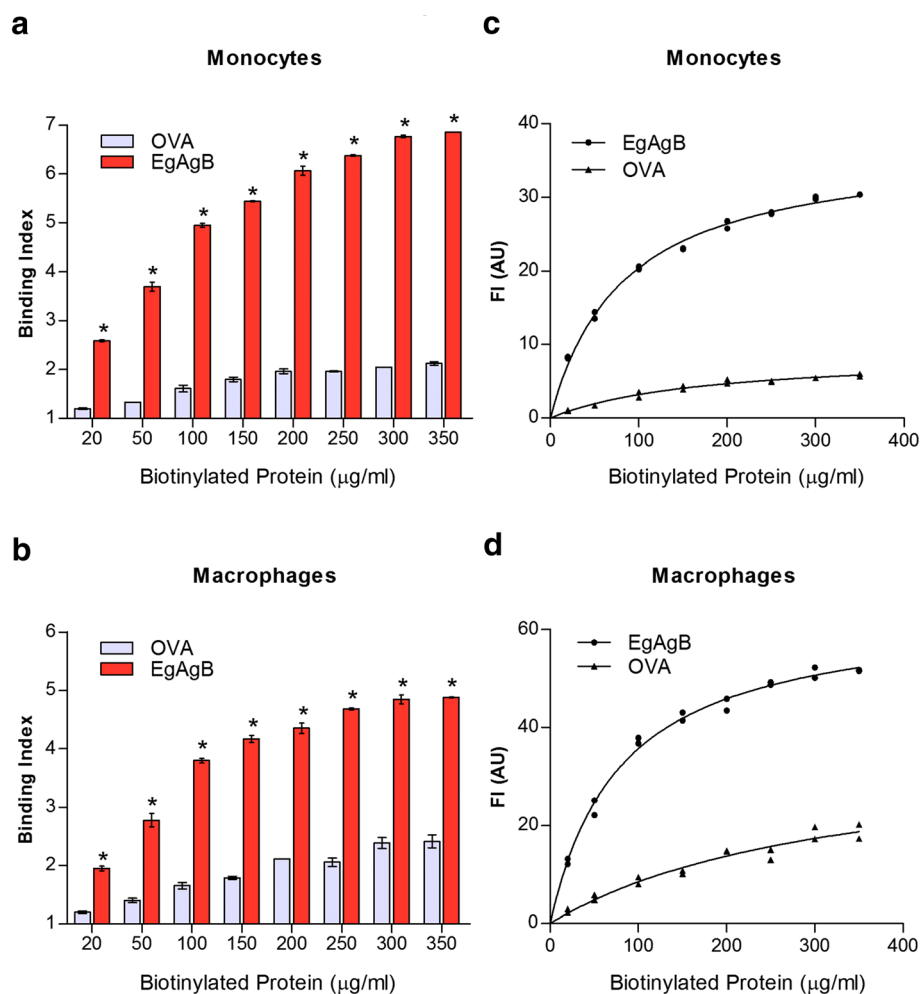 a
Monocytes
7
6
5
4
3
2
1
Binding Index
OVA
EgAgB
* * * * * * * *
20 50 100 150 200 250 300 350
Biotinylated Protein (μg/ml)
c
Monocytes
40
30
20
10
0
FI (AU)
EgAgB
OVA
0 100 200 300 400
Biotinylated Protein (μg/ml)
b
Macrophages
6
5
4
3
2
1
Binding Index
OVA
EgAgB
* * * * * * * *
20 50 100 150 200 250 300 350
Biotinylated Protein (μg/ml)
d
Macrophages
60
40
20
0
FI (AU)
EgAgB
OVA
0 100 200 300 400
Biotinylated Protein (μg/ml)